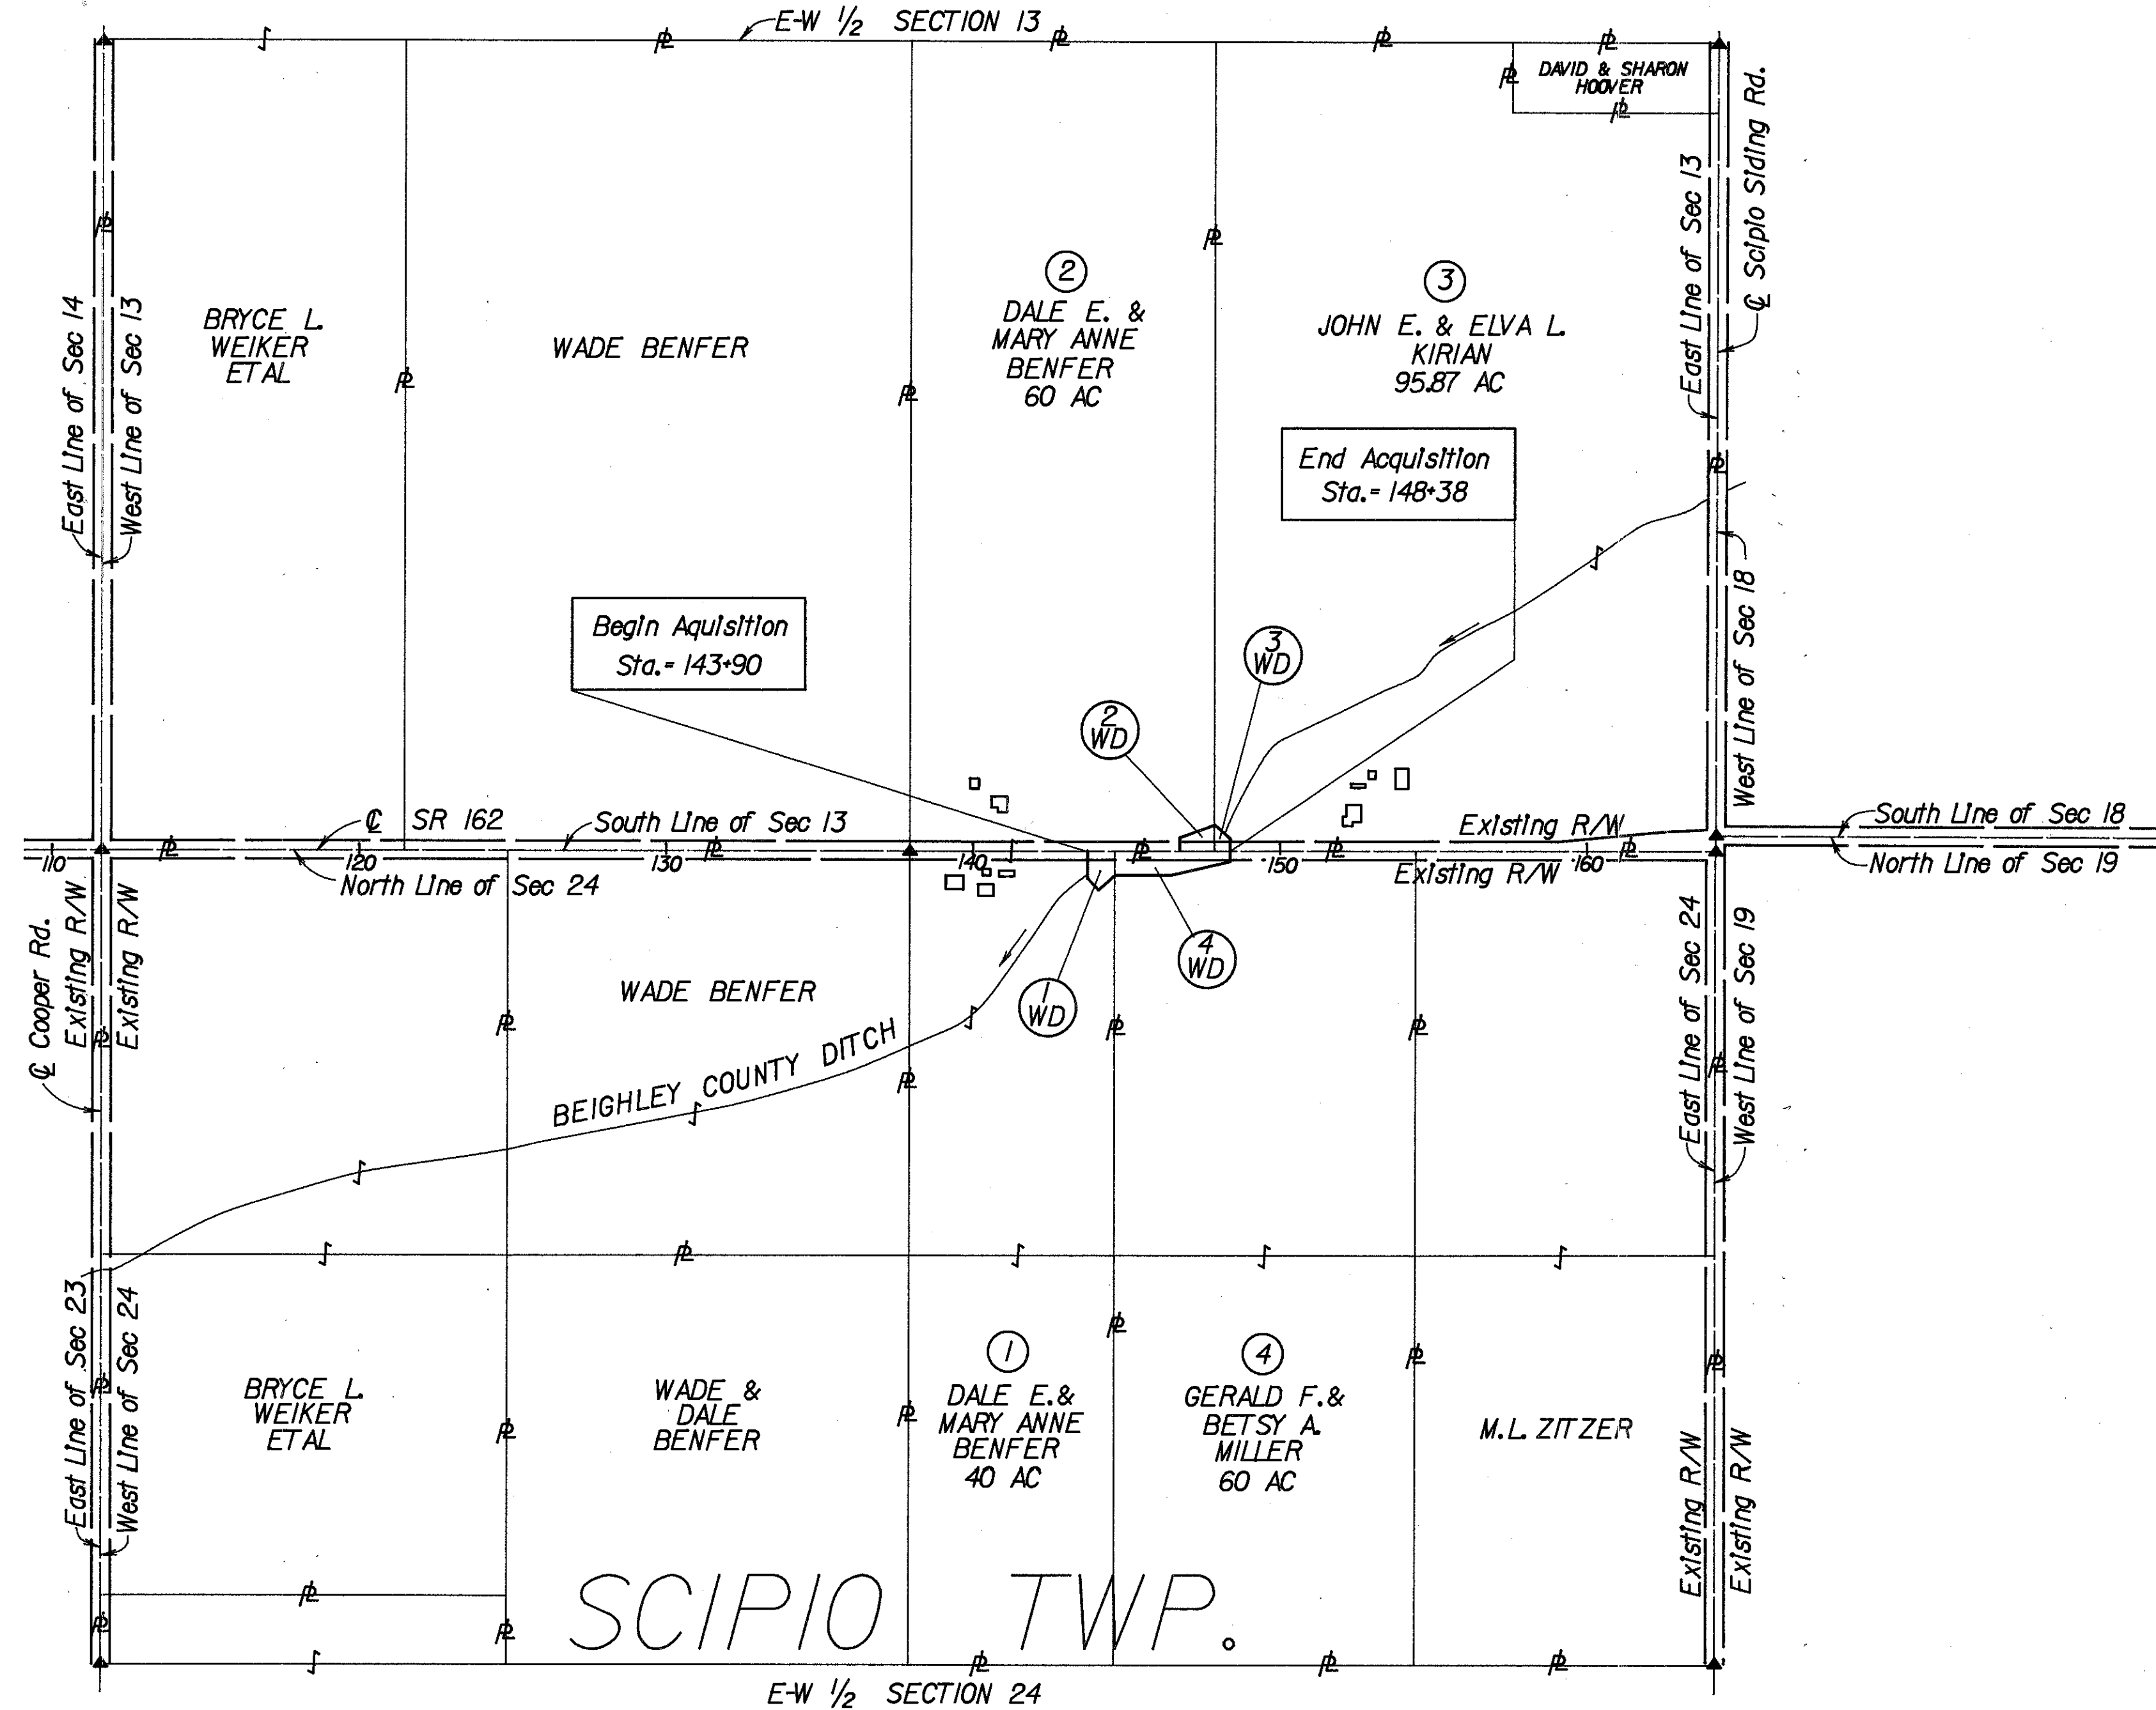 E-W 1/2 SECTION 13
DAVID & SHARON
HOOVER
℄ Scipio Siding Rd.
East Line of Sec 13
East Line of Sec 14
West Line of Sec 13
BRYCE L.
WEIKER
ETAL
WADE BENFER
2
DALE E. &
MARY ANNE
BENFER
60 AC
3
JOHN E. & ELVA L.
KIRIAN
95.87 AC
End Acquisition
Sta.= 148+38
Begin Aquisition
Sta.= 143+90
3
WD
2
WD
West Line of Sec 18
℄ SR 162
South Line of Sec 13
Existing R/W
South Line of Sec 18
110
120
130
140
150
160
North Line of Sec 24
Existing R/W
North Line of Sec 19
℄ Cooper Rd.
Existing R/W
Existing R/W
WADE BENFER
4
WD
1
WD
BEIGHLEY COUNTY DITCH
East Line of Sec 24
West Line of Sec 19
East Line of Sec 23
West Line of Sec 24
BRYCE L.
WEIKER
ETAL
WADE &
DALE
BENFER
1
DALE E.&
MARY ANNE
BENFER
40 AC
4
GERALD F.&
BETSY A.
MILLER
60 AC
M.L. ZITZER
Existing R/W
Existing R/W
SCIPIO TWP.
E-W 1/2 SECTION 24